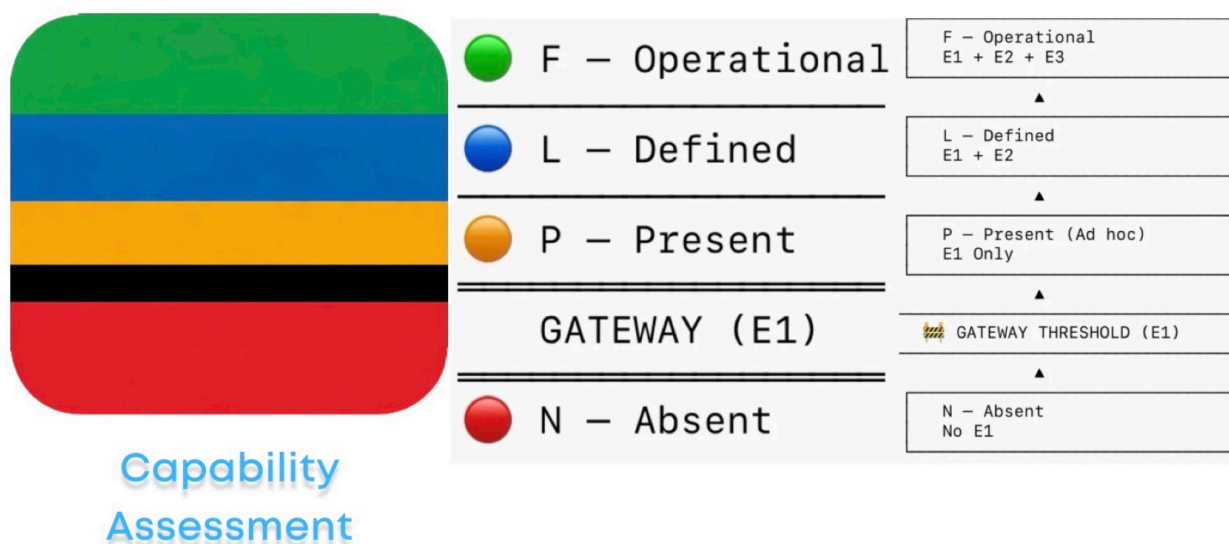 F — Operational
L — Defined
P — Present
GATEWAY (E1)
N — Absent
F — Operational
E1 + E2 + E3
▲
L — Defined
E1 + E2
▲
P — Present (Ad hoc)
E1 Only
▲
🚧 GATEWAY THRESHOLD (E1)
▲
N — Absent
No E1
Capability
Assessment